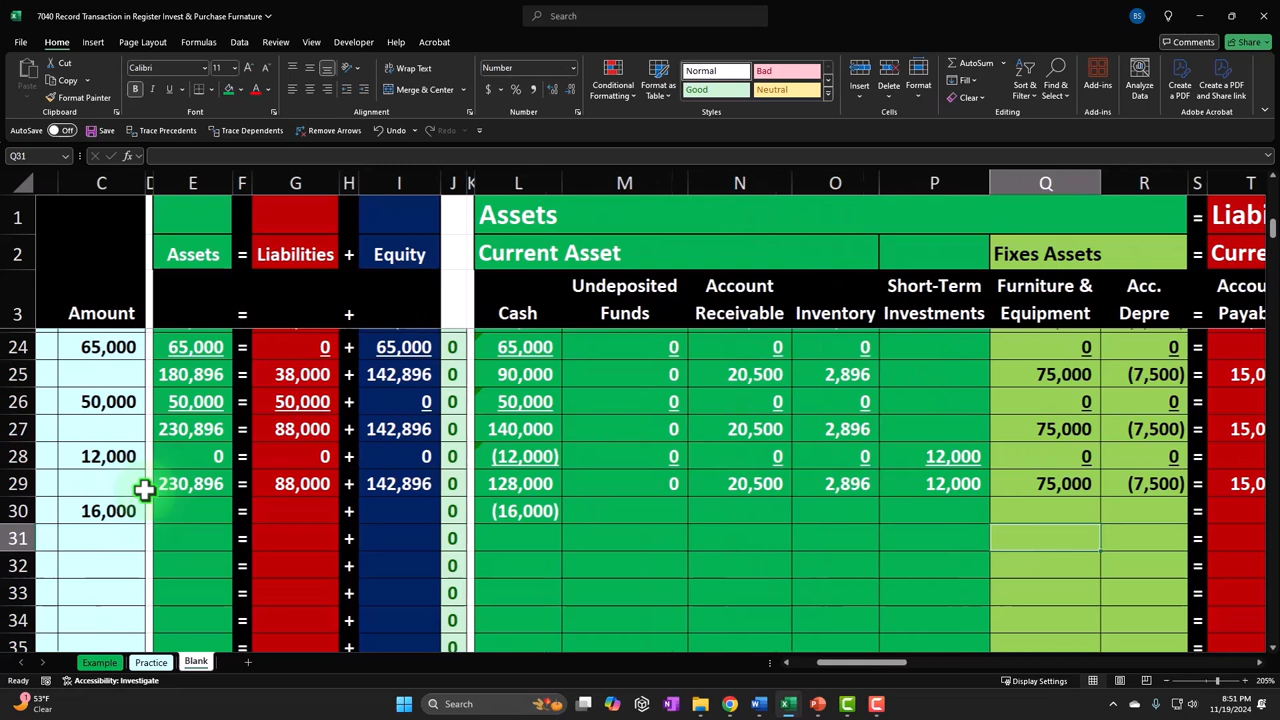 7040 Record Transaction in Register Invest & Purchase Furnature
Search
BS
File Home Insert Page Layout Formulas Data Review View Developer Help Acrobat
Comments Share
Paste Cut Copy Format Painter
Calibri 11
Wrap Text
Merge & Center
Number
Conditional Formatting Format as Table
Normal Bad Good Neutral
Insert Delete Format
AutoSum Fill Clear
Sort & Filter Find & Select
Add-ins
Analyze Data
Create a PDF Create a PDF and Share link
Clipboard Font Alignment Number Styles Cells Editing Add-ins Adobe Acrobat
AutoSave Off Save Trace Precedents Trace Dependents Remove Arrows Undo Redo
Q31 fx
C D E F G H I J K L M N O P Q R S T
1 Assets = Liabi
2 Assets = Liabilities + Equity Current Asset Fixes Assets = Curre
Undeposited Account Short-Term Furniture & Acc. Accou
3 Amount = + Cash Funds Receivable Inventory Investments Equipment Depre = Payab
24 65,000 65,000 = 0 + 65,000 0 65,000 0 0 0 0 0 =
25 180,896 = 38,000 + 142,896 0 90,000 0 20,500 2,896 75,000 (7,500) = 15,0
26 50,000 50,000 = 50,000 + 0 0 50,000 0 0 0 0 0 =
27 230,896 = 88,000 + 142,896 0 140,000 0 20,500 2,896 75,000 (7,500) = 15,0
28 12,000 0 = 0 + 0 0 (12,000) 0 0 0 12,000 0 0 =
29 230,896 = 88,000 + 142,896 0 128,000 0 20,500 2,896 12,000 75,000 (7,500) = 15,0
30 16,000 = + 0 (16,000) =
31 = + 0 =
32 = + 0 =
33 = + 0 =
34 = + 0 =
35 = + 0 =
Example Practice Blank
Ready Accessibility: Investigate Display Settings 205%
1 53°F Clear Search 8:51 PM
11/19/2024